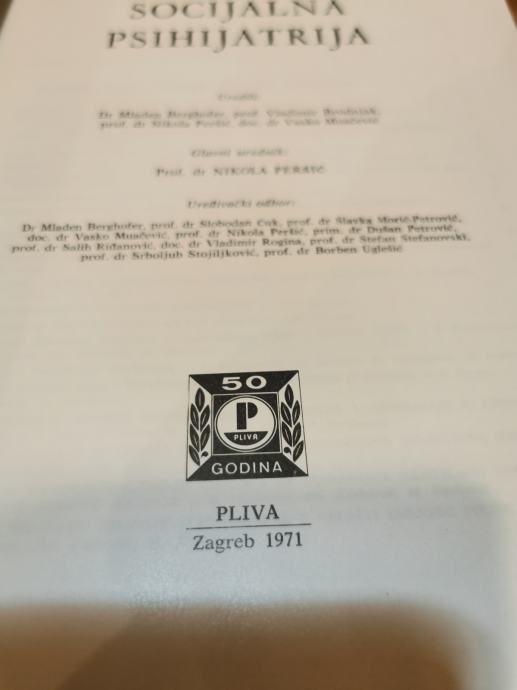 SOCIJALNA
PSIHIJATRIJA
Uredili:
Dr Mladen Berghofer, prof. Vladimir
prof. dr Nikola Peršić, doc. dr Vasko Muačević
Glavni urednik:
Prof. dr NIKOLA PERŠIĆ
Uređivački odbor:
Dr Mladen Berghofer, prof. dr Slobodan prof. dr Slavka Morić-Petrović,
doc. dr Vasko Muačević, prof. dr Nikola Peršić, prim. dr Dušan Petrović,
prof. dr Salih Riđanović, doc. dr Vladimir Rogina, prof. dr Stefan Stefanovski,
prof. dr Srboljub Stojiljković, prof. dr Borben Uglešić
50
P
PLIVA
GODINA
PLIVA
Zagreb 1971